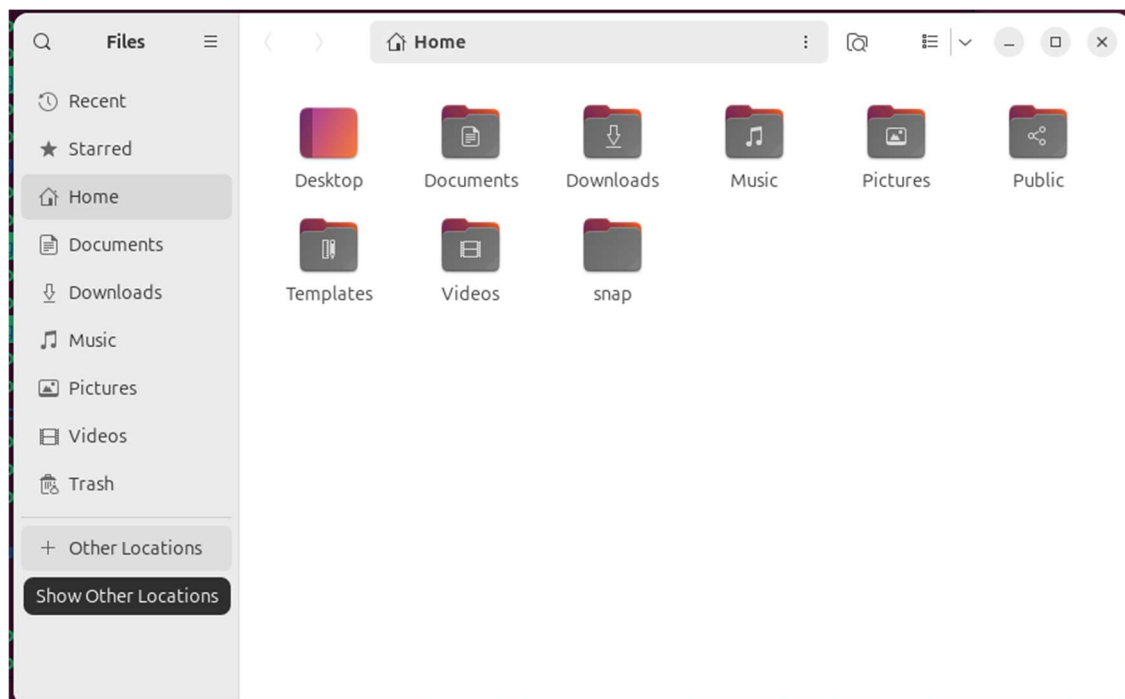 Files
Home
Recent
Starred
Home
Documents
Downloads
Music
Pictures
Videos
Trash
Other Locations
Show Other Locations
Desktop
Documents
Downloads
Music
Pictures
Public
Templates
Videos
snap